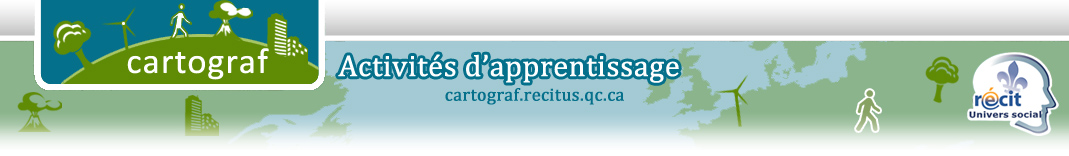 cartograf
Activités d'apprentissage
cartograf.recitus.qc.ca
récit
Univers social